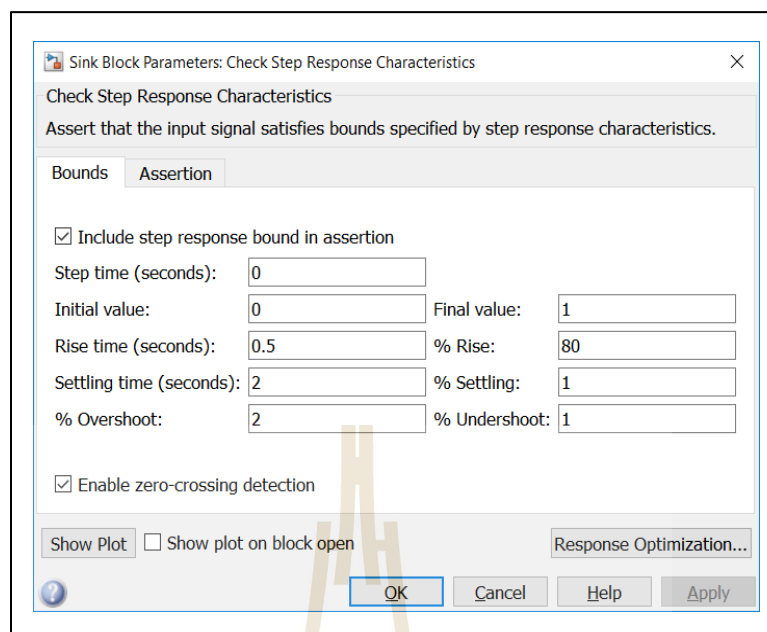 Sink Block Parameters: Check Step Response Characteristics
Check Step Response Characteristics
Assert that the input signal satisfies bounds specified by step response characteristics.
Bounds Assertion
Include step response bound in assertion
Step time (seconds): 0
Initial value: 0 Final value: 1
Rise time (seconds): 0.5 % Rise: 80
Settling time (seconds): 2 % Settling: 1
% Overshoot: 2 % Undershoot: 1
Enable zero-crossing detection
Show Plot Show plot on block open Response Optimization...
? OK Cancel Help Apply